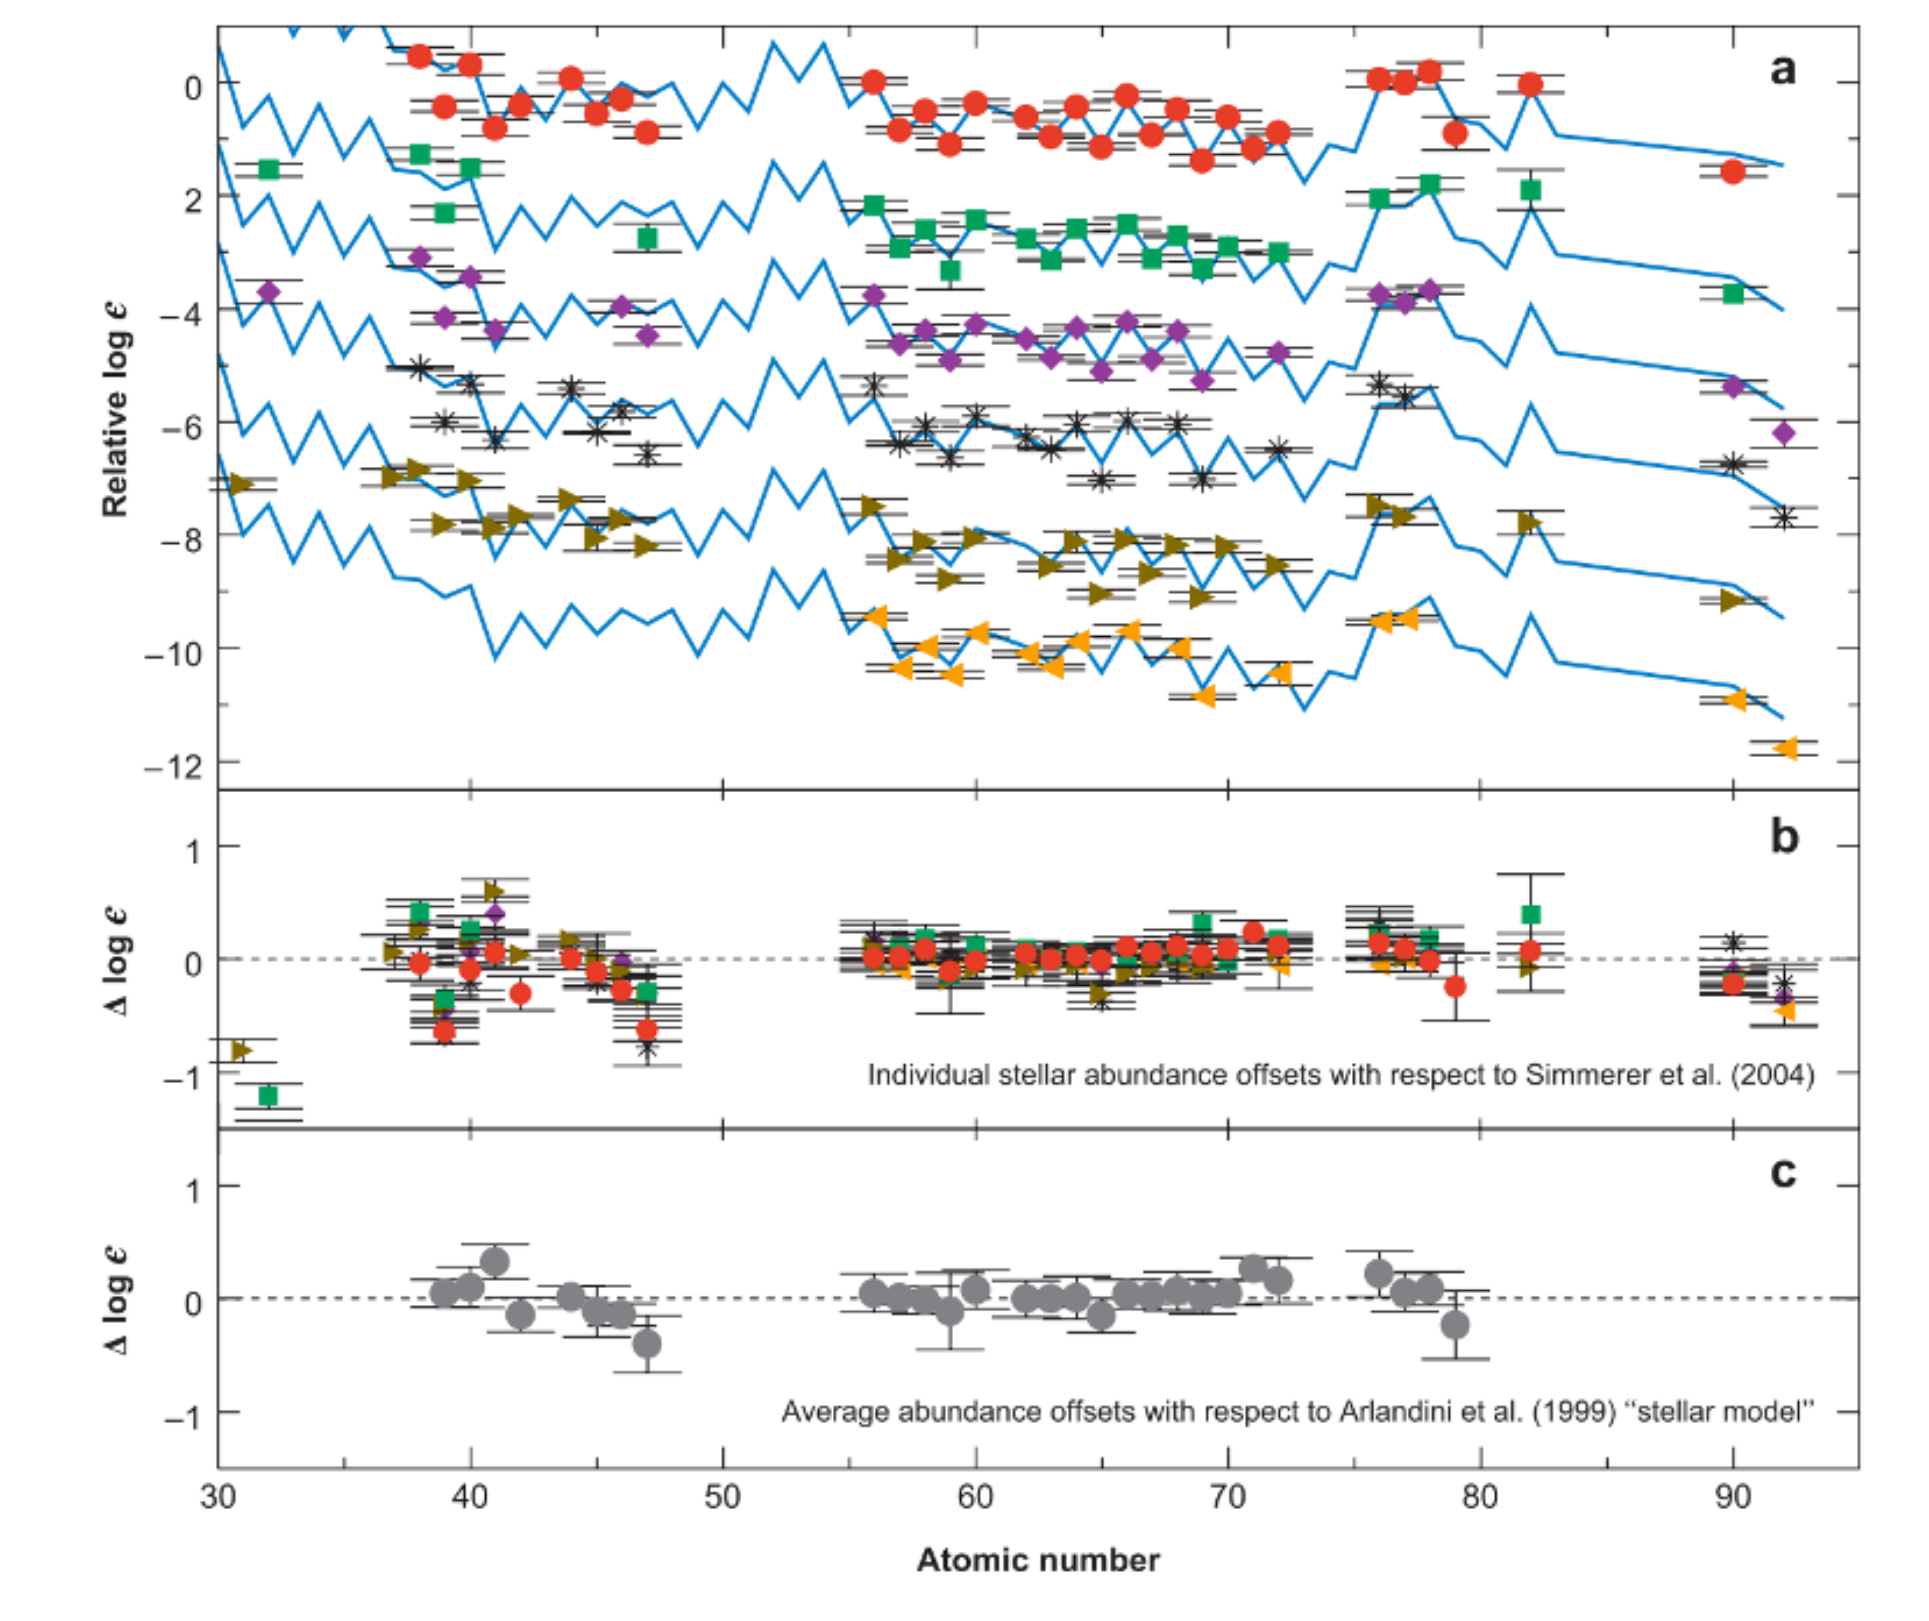 a
0
2
−4
−6
−8
−10
−12
Relative log ϵ
b
1
0
−1
Δ log ϵ
Individual stellar abundance offsets with respect to Simmerer et al. (2004)
c
1
0
−1
Δ log ϵ
Average abundance offsets with respect to Arlandini et al. (1999) “stellar model”
30 40 50 60 70 80 90
Atomic number